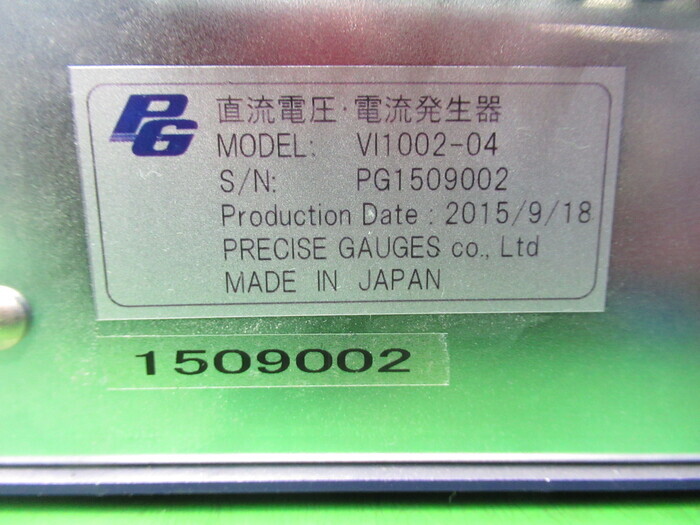 PG
直流電圧・電流発生器
MODEL: VI1002-04
S/N: PG1509002
Production Date : 2015/9/18
PRECISE GAUGES co., Ltd
MADE IN JAPAN
1509002